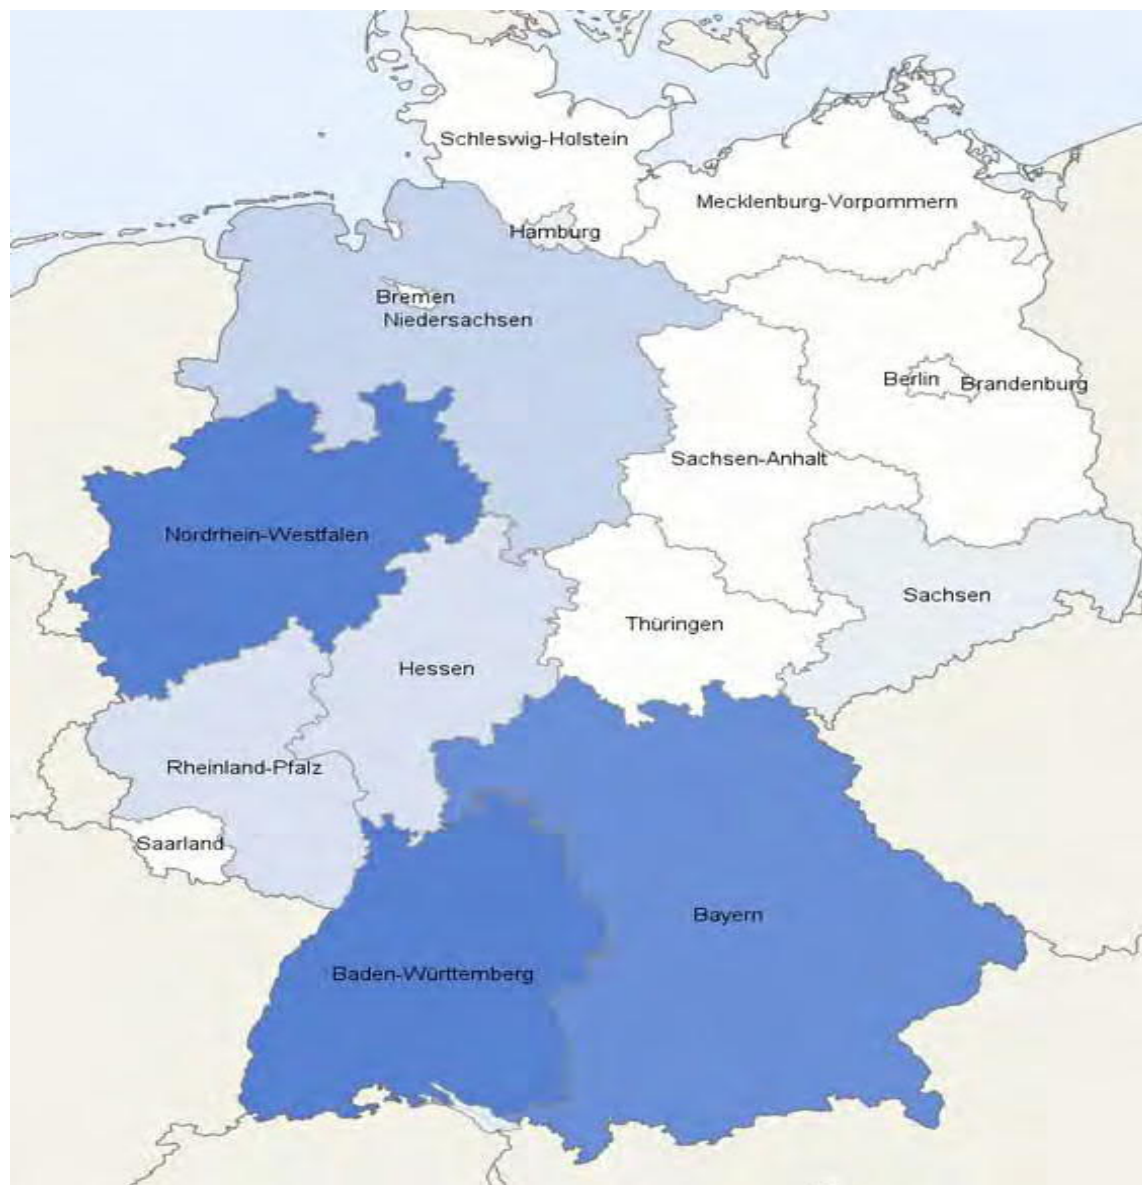 Schleswig-Holstein
Mecklenburg-Vorpommern
Hamburg
Bremen
Niedersachsen
Berlin
Brandenburg
Sachsen-Anhalt
Nordrhein-Westfalen
Sachsen
Thüringen
Hessen
Rheinland-Pfalz
Saarland
Bayern
Baden-Württemberg